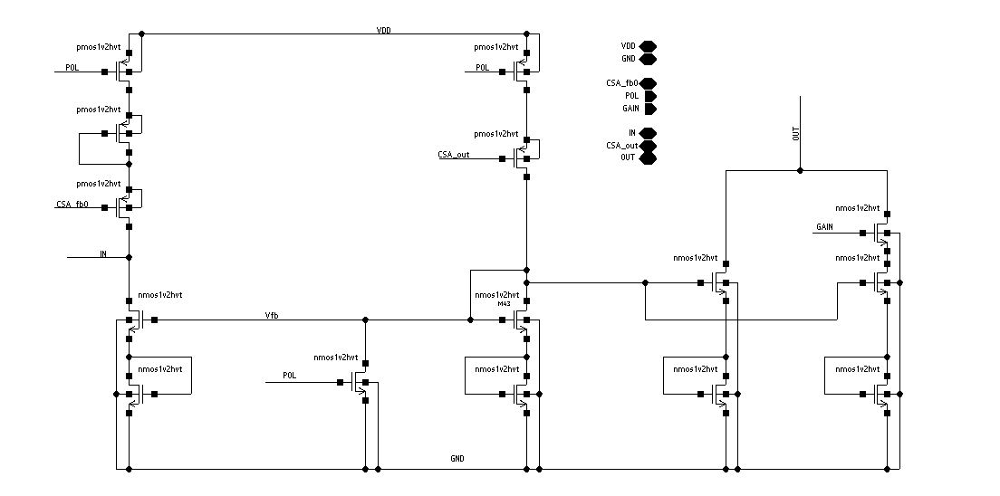 VDD
pmos1v2hvt
pmos1v2hvt
VDD
GND
POL
POL
CSA_fb0
POL
GAIN
pmos1v2hvt
pmos1v2hvt
IN
CSA_out
OUT
CSA_out
OUT
pmos1v2hvt
CSA_fb0
nmos1v2hvt
GAIN
IN
nmos1v2hvt
nmos1v2hvt
nmos1v2hvt
nmos1v2hvt
M43
Vfb
nmos1v2hvt
POL
nmos1v2hvt
nmos1v2hvt
nmos1v2hvt
nmos1v2hvt
GND